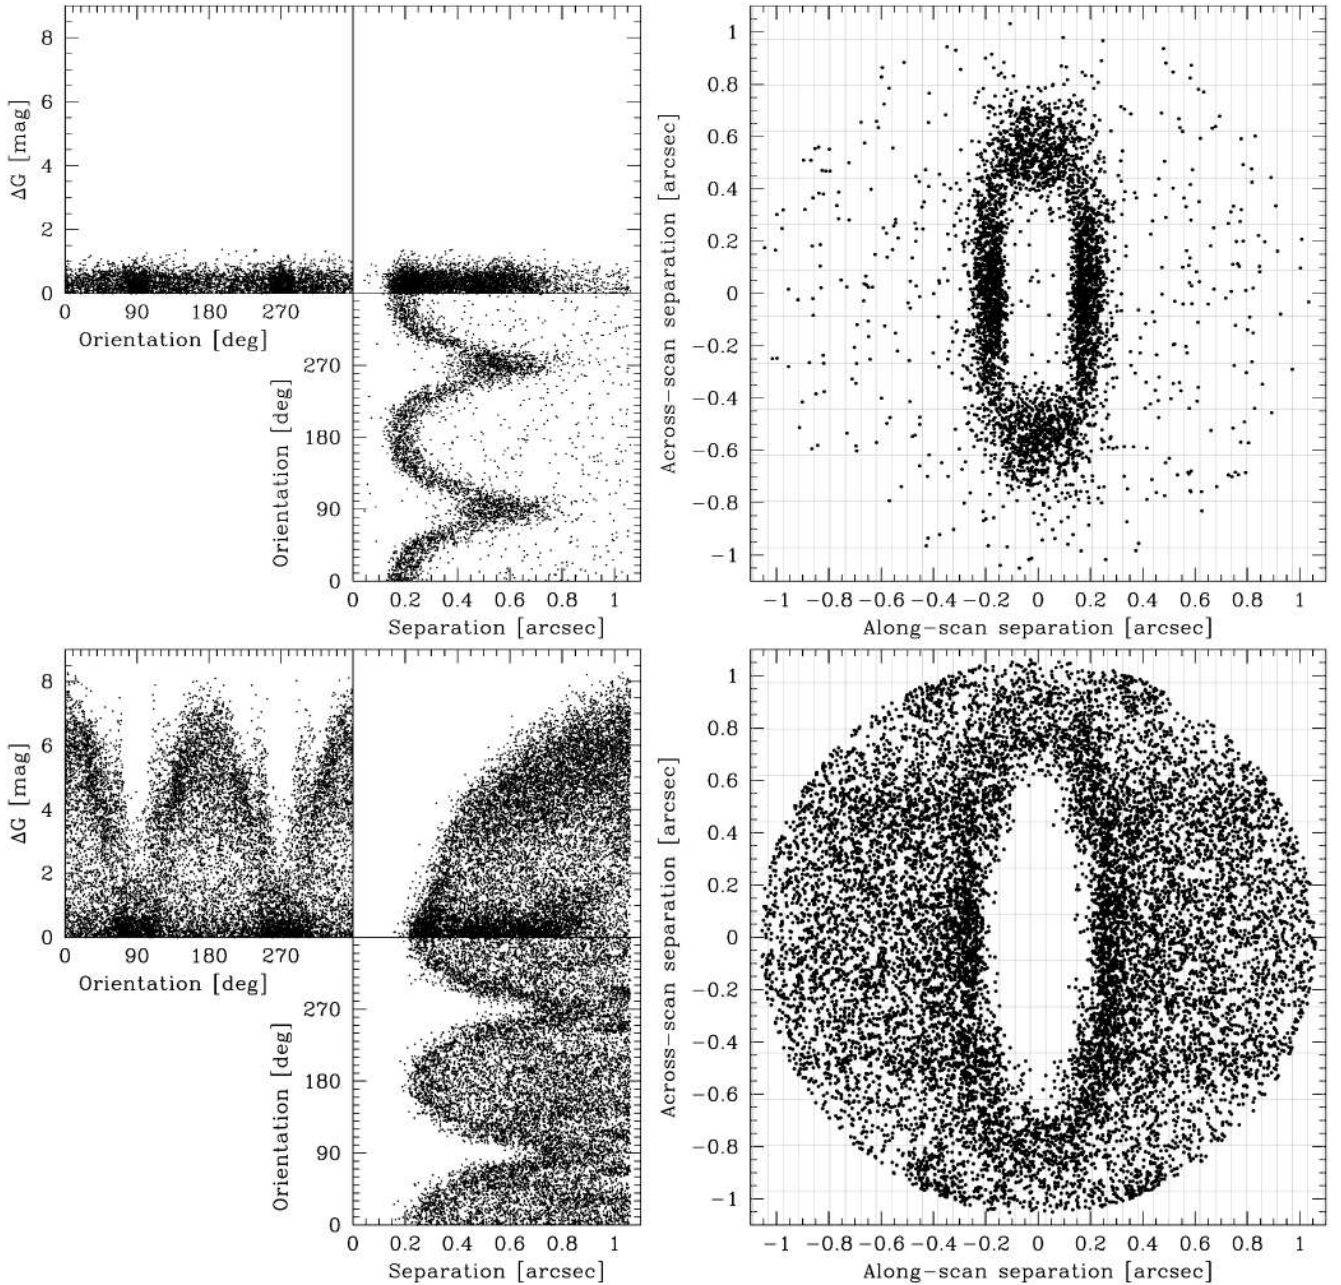 8
6
4
2
0
ΔG [mag]
0 90 180 270
Orientation [deg]
270
180
90
0
Orientation [deg]
0 0.2 0.4 0.6 0.8 1
Separation [arcsec]
1
0.8
0.6
0.4
0.2
0
−0.2
−0.4
−0.6
−0.8
−1
Across−scan separation [arcsec]
−1 −0.8 −0.6 −0.4 −0.2 0 0.2 0.4 0.6 0.8 1
Along−scan separation [arcsec]
8
6
4
2
0
ΔG [mag]
0 90 180 270
Orientation [deg]
270
180
90
0
Orientation [deg]
0 0.2 0.4 0.6 0.8 1
Separation [arcsec]
1
0.8
0.6
0.4
0.2
0
−0.2
−0.4
−0.6
−0.8
−1
Across−scan separation [arcsec]
−1 −0.8 −0.6 −0.4 −0.2 0 0.2 0.4 0.6 0.8 1
Along−scan separation [arcsec]